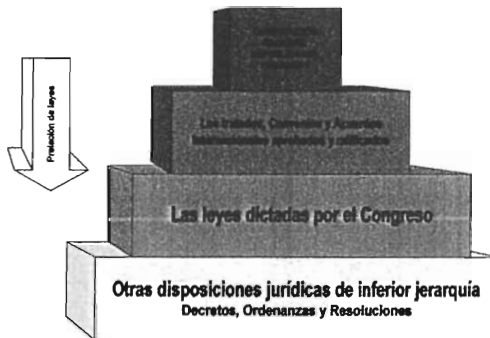 Prelación de leyes
Los tratados, Convenios y Acuerdos
Internacionales aprobados y ratificados
Las leyes dictadas por el Congreso
Otras disposiciones jurídicas de inferior jerarquía
Decretos, Ordenanzas y Resoluciones